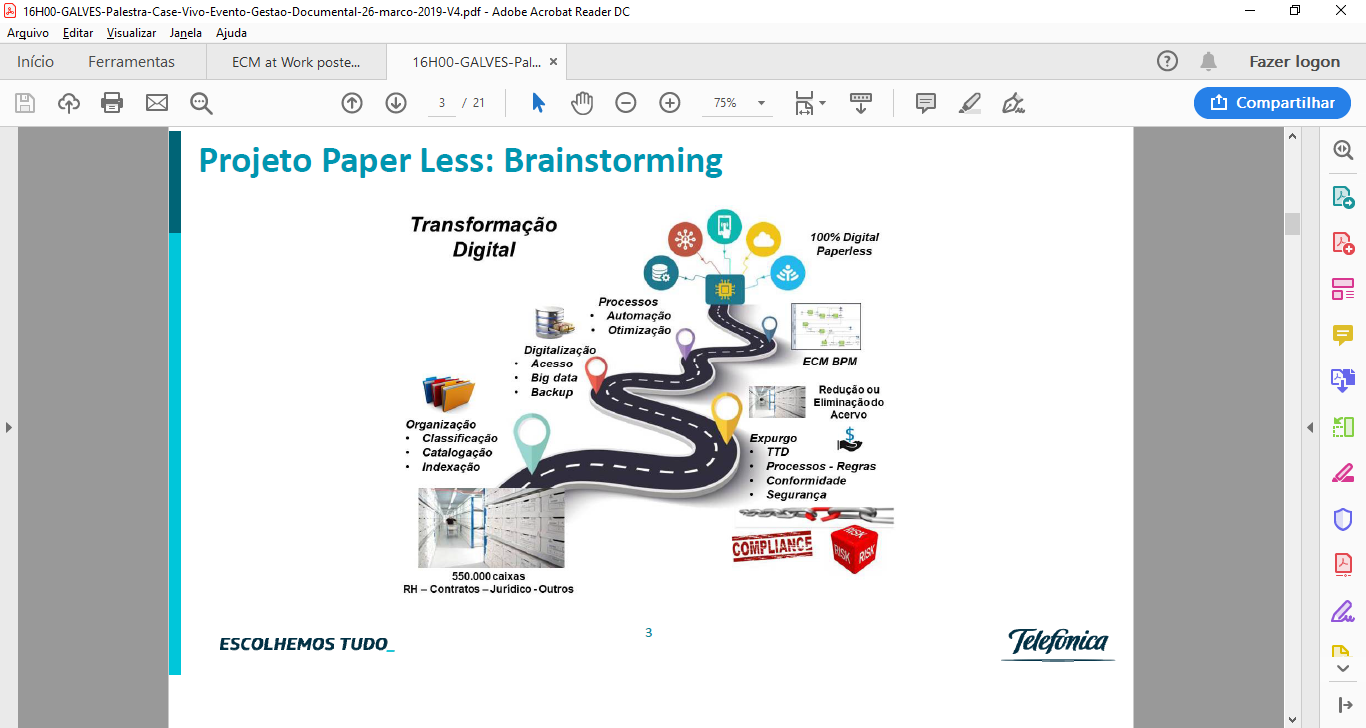 16H00-GALVES-Palestra-Case-Vivo-Evento-Gestao-Documental-26-marco-2019-V4.pdf - Adobe Acrobat Reader DC
Arquivo Editar Visualizar Janela Ajuda
Início Ferramentas ECM at Work poste... 16H00-GALVES-Pal... × Fazer logon
3 / 21 75% Compartilhar
Projeto Paper Less: Brainstorming
Transformação
Digital
100% Digital
Paperless
Processos
• Automação
• Otimização
Digitalização
• Acesso
• Big data
• Backup
ECM BPM
Redução ou
Eliminação do
Acervo
$
Organização
• Classificação
• Catalogação
• Indexação
Expurgo
• TTD
• Processos - Regras
• Conformidade
• Segurança
COMPLIANCE
RISK
RISK RISK
550.000 caixas
RH – Contratos – Jurídico - Outros
ESCOLHEMOS TUDO_
3
Telefónica